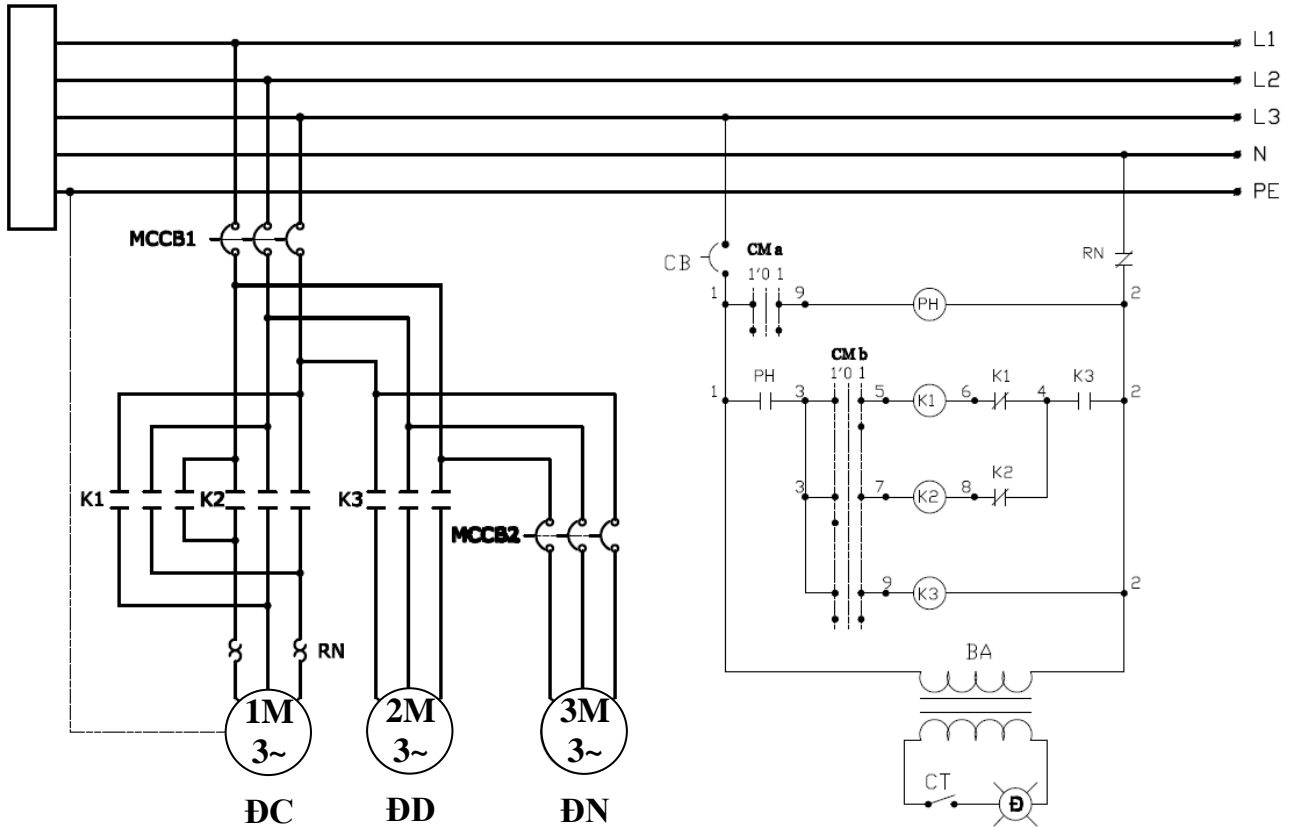 L1
L2
L3
N
PE
MCCB1
CB
CM a
1'0 1
RN
1
9
PH
2
CM b
1'0 1
PH
K1
K3
1
3
5
K1
6
4
2
K1
K2
K3
K2
3
7
K2
8
MCCB2
9
K3
2
RN
BA
1M
3~
2M
3~
3M
3~
CT
Đ
ĐC
ĐD
ĐN